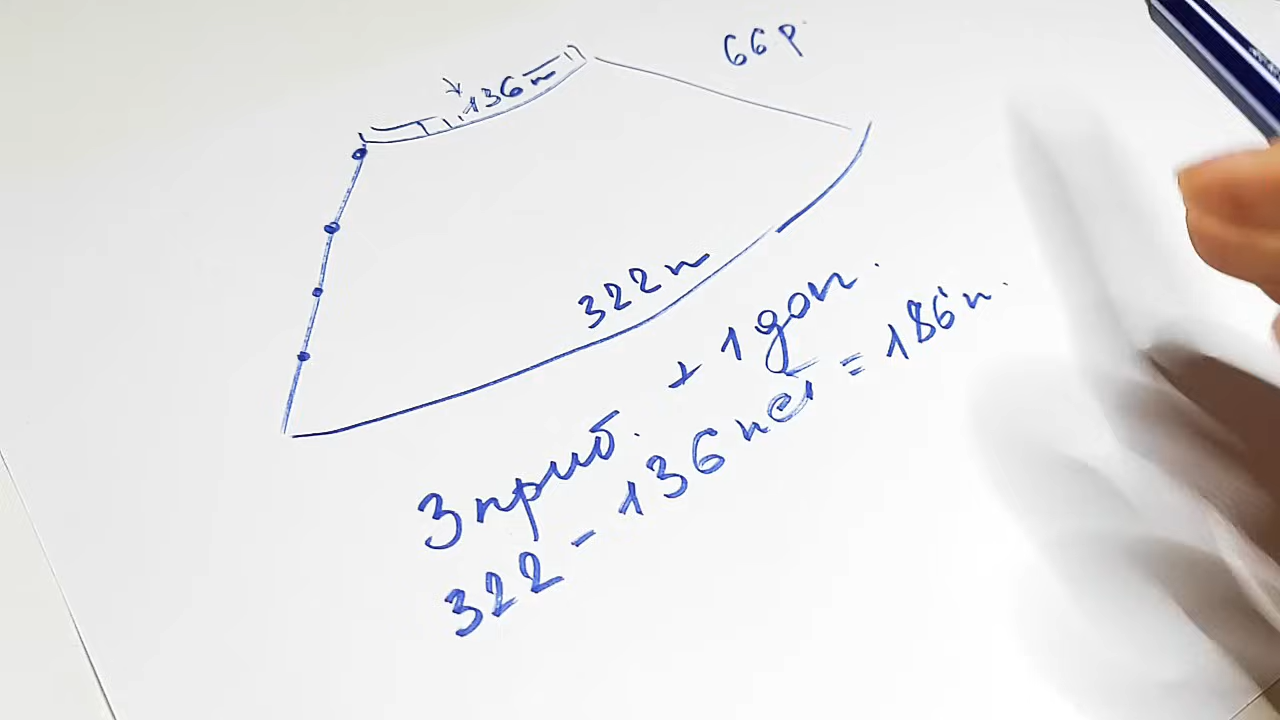 136 п
66 р
322 п
3 приб. + 1 доп.
322 - 136 пет = 186 п.